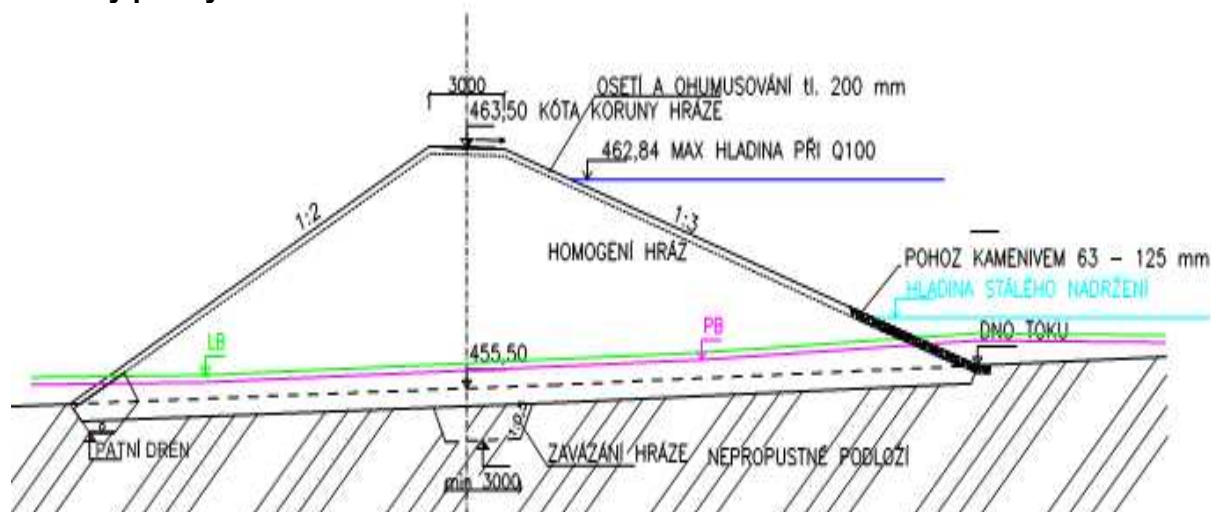 3000
OSETÍ A OHUMUSOVÁNÍ tl. 200 mm
463,50 KÓTA KORUNY HRÁZE
462,84 MAX HLADINA PŘI Q100
1:2
1:3
HOMOGENÍ HRÁZ
POHOZ KAMENIVEM 63 – 125 mm
HLADINA STÁLÉHO NADRŽENÍ
LB
PB
DNO TOKU
455,50
PATNÍ DREN
ZAVÁZÁNÍ HRÁZE
NEPROPUSTNÉ PODLOŽÍ
min 3000